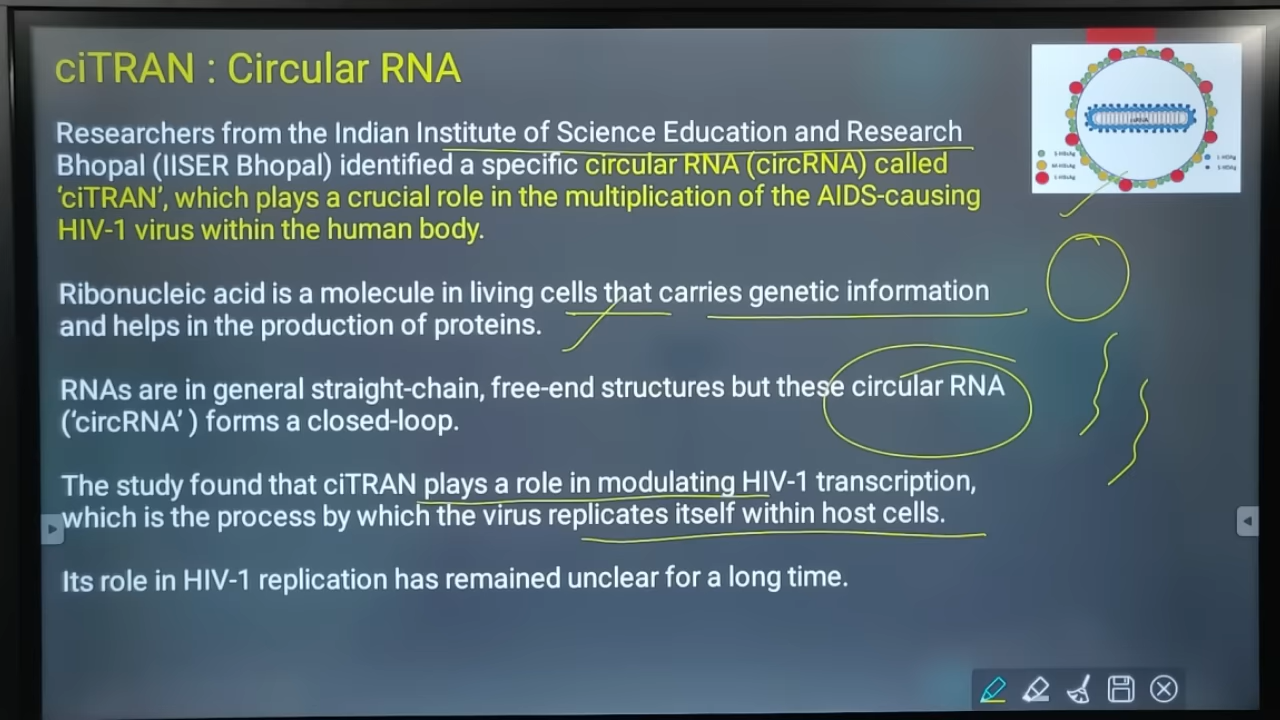 ciTRAN : Circular RNA
Researchers from the Indian Institute of Science Education and Research
Bhopal (IISER Bhopal) identified a specific circular RNA (circRNA) called
'ciTRAN', which plays a crucial role in the multiplication of the AIDS-causing
HIV-1 virus within the human body.
Ribonucleic acid is a molecule in living cells that carries genetic information
and helps in the production of proteins.
RNAs are in general straight-chain, free-end structures but these circular RNA
('circRNA' ) forms a closed-loop.
The study found that ciTRAN plays a role in modulating HIV-1 transcription,
which is the process by which the virus replicates itself within host cells.
Its role in HIV-1 replication has remained unclear for a long time.